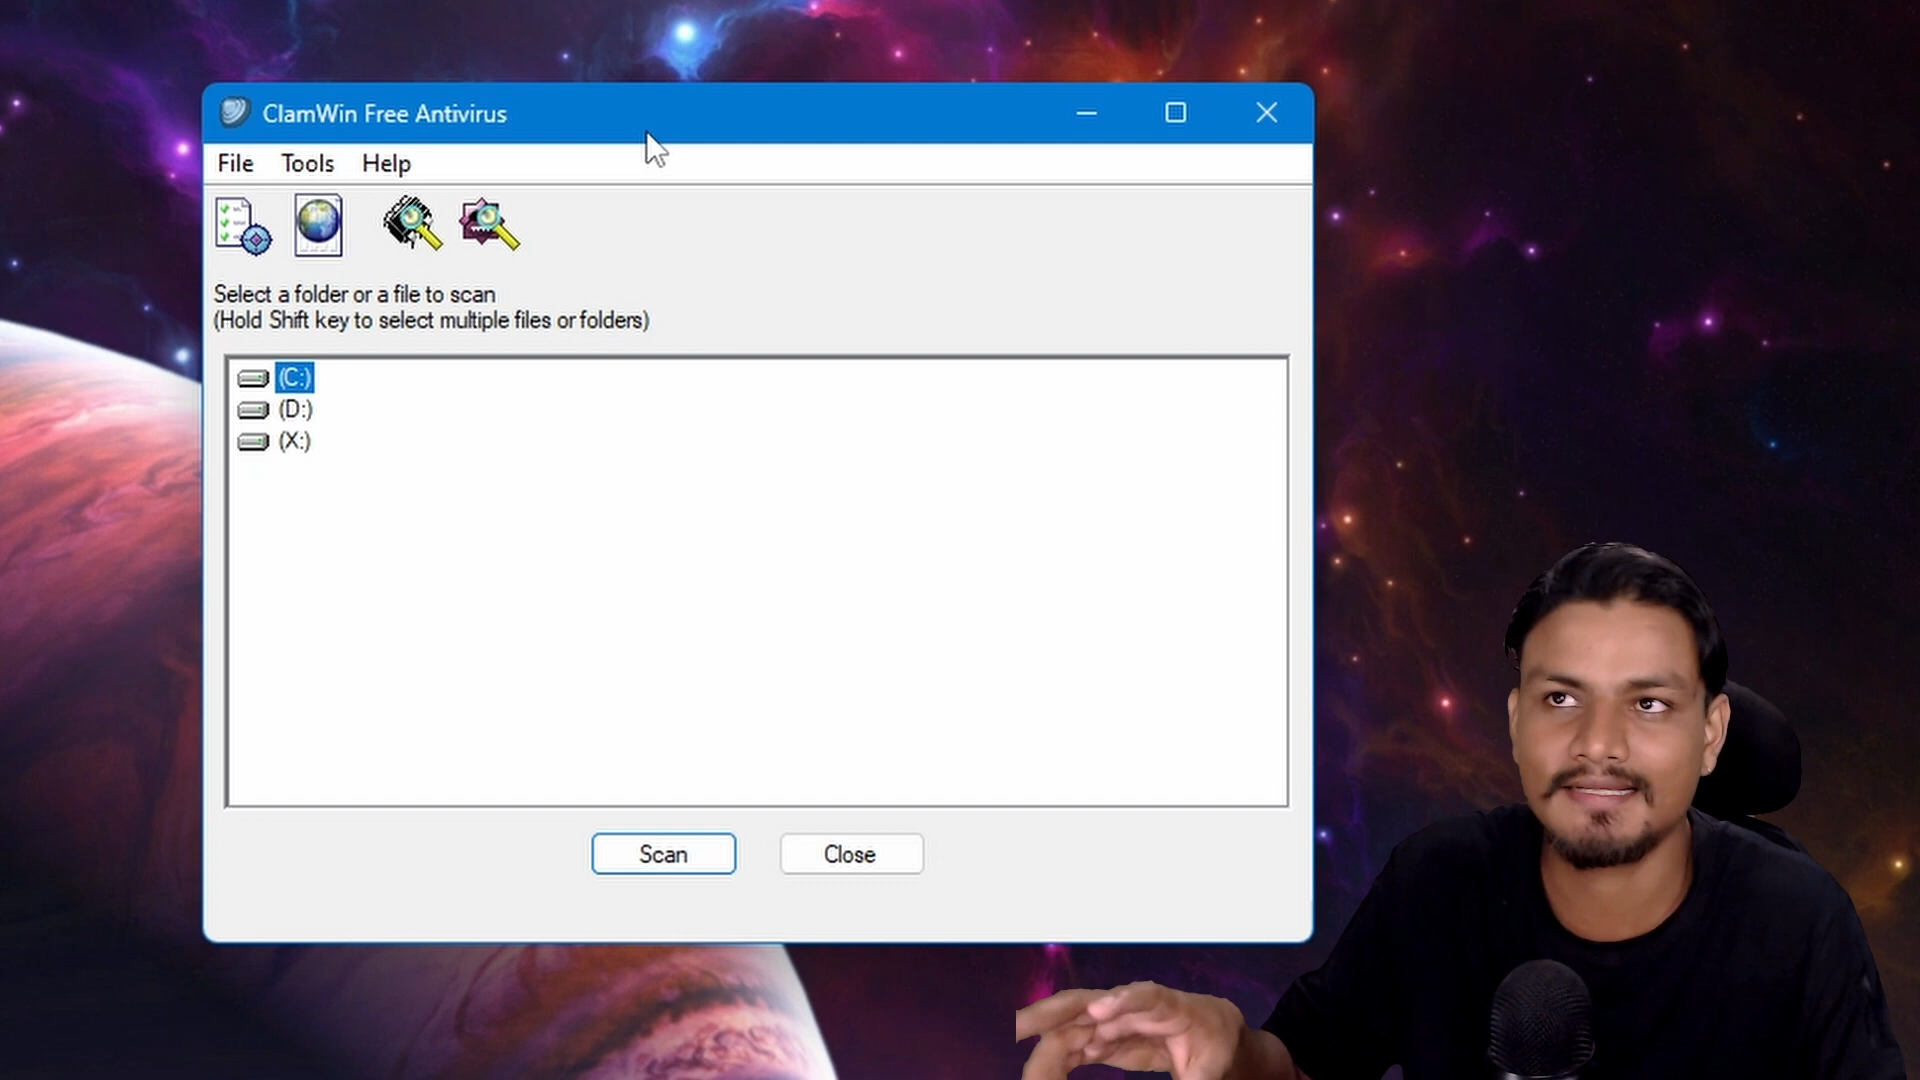 ClamWin Free Antivirus
File Tools Help
Select a folder or a file to scan
(Hold Shift key to select multiple files or folders)
(C:)
(D:)
(X:)
Scan Close